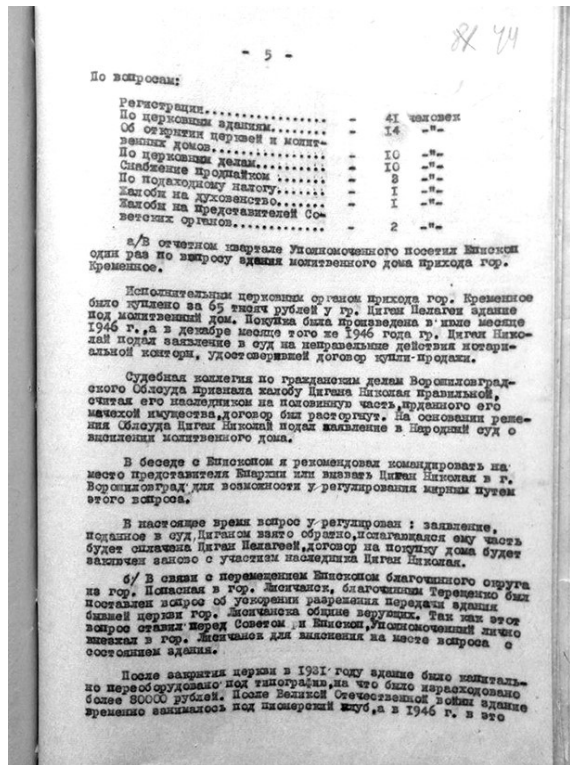 84 44
- 5 -
По вопросам:
Регистрации............ - 41 человек
По церковным зданиям........ - 14 -"-
Об открытии церквей и молит-
венных домов........... - 10 -"-
По церковным делам......... - 10 -"-
Снабжение продпайком........ - 3 -"-
По подаходному налогу....... - I -"-
Жалобы на духовенство....... - I -"-
Жалобы на представителей Со-
ветских органов......... - 2 -"-
а/В отчетном квартале Уполномоченного посетил Епископ
один раз по вопросу здания молитвенного дома прихода гор.
Кременное.
Исполнительным церковным органом прихода гор. Кременное
было куплено за 65 тысяч рублей у гр. Циган Пелагеи здание
под молитвенный дом. Покупка была произведена в июле месяце
1946 г.,а в декабре месяце того же 1946 года гр. Циган Нико-
лай подал заявление в суд на неправильные действия нотари-
альной конторы, удостоверившей договор купли-продажи.
Судебная коллегия по гражданским делам Ворошиловград-
ского Облсуда признала жалобу Цигана Николая правильной,
считая его наследником на половинную часть,проданного его
мачехой имущества,договор был расторгнут. На основании реше-
ния Облсуда Циган Николай подал заявление в Народный суд о
выселении молитвенного дома.
В беседе с Епископом я рекомендовал командировать на
место представителя Епархии или вызвать Циган Николая в г.
Ворошиловград для возможности урегулирования мирным путем
этого вопроса.
В настоящее время вопрос урегулирован : заявление,
поданное в суд,Циганом взято обратно,полагающаяся ему часть
будет оплачена Циган Пелагеей,договор на покупку дома будет
заключен заново с участием наследника Циган Николая.
б/ В связи с перемещением Епископом благочинного округа
из гор. Попасная в гор. Лисичанск, благочинным Терещенко был
поставлен вопрос об ускорении разрешения передачи здания
бывшей церкви гор. Лисичанска общине верующих. Так как этот
вопрос ставил перед Советом и Епископ,Уполномоченный лично
выезжал в гор. Лисичанск для выяснения на месте вопроса с
состоянием здания.
После закрытия церкви в 1931 году здание было капиталь-
но переоборудовано под типографию,на что было израсходовано
более 80000 рублей. После Великой Отечественной войны здание
временно занималось под пионерский клуб,а в 1946 г. в это